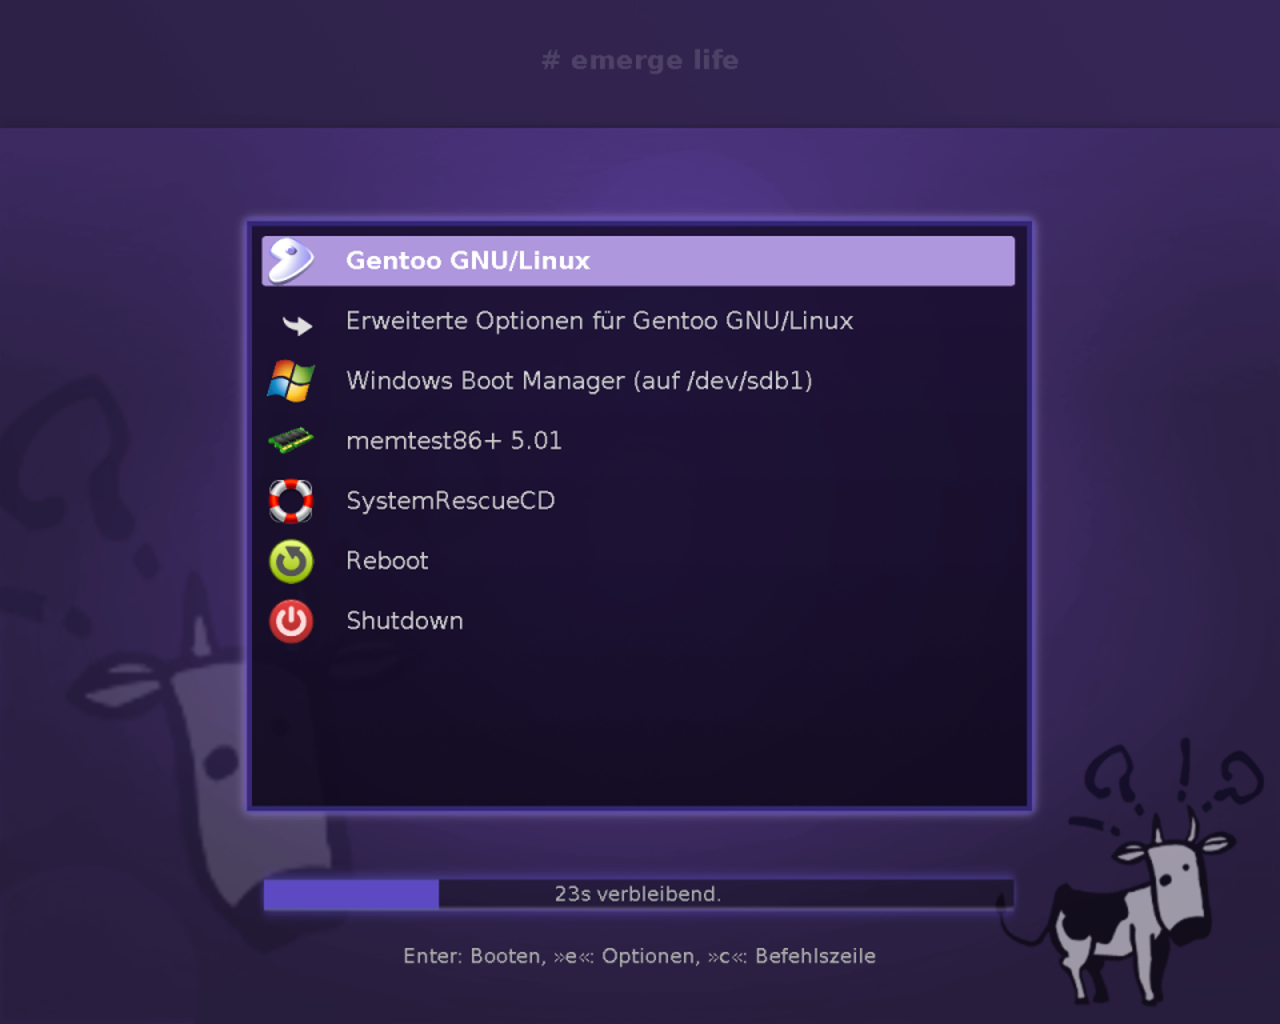 # emerge life
Gentoo GNU/Linux
Erweiterte Optionen für Gentoo GNU/Linux
Windows Boot Manager (auf /dev/sdb1)
memtest86+ 5.01
SystemRescueCD
Reboot
Shutdown
23s verbleibend.
Enter: Booten, »e«: Optionen, »c«: Befehlszeile